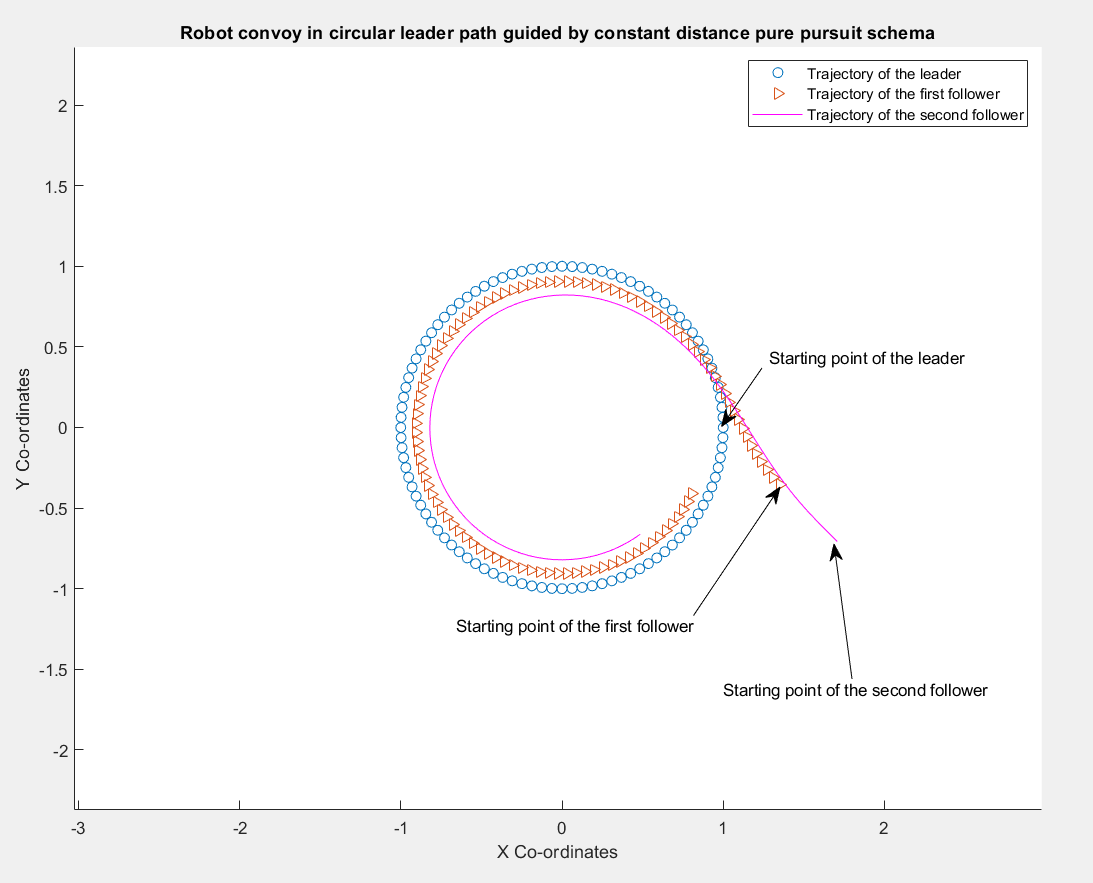 Robot convoy in circular leader path guided by constant distance pure pursuit schema
Trajectory of the leader
Trajectory of the first follower
Trajectory of the second follower
2
1.5
1
0.5
0
-0.5
-1
-1.5
-2
Y Co-ordinates
Starting point of the leader
Starting point of the first follower
Starting point of the second follower
-3
-2
-1
0
1
2
X Co-ordinates